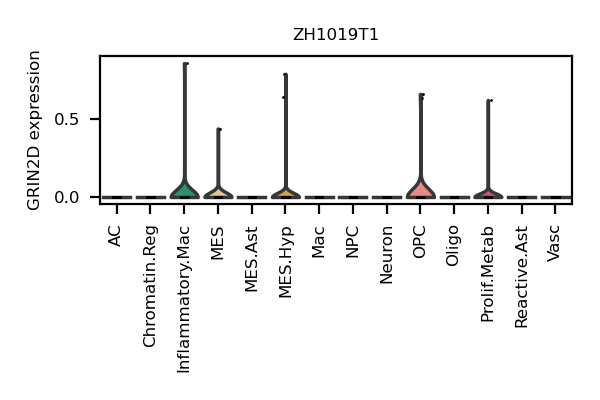 ZH1019T1
GRIN2D expression
0.5
0.0
AC
Chromatin.Reg
Inflammatory.Mac
MES
MES.Ast
MES.Hyp
Mac
NPC
Neuron
OPC
Oligo
Prolif.Metab
Reactive.Ast
Vasc